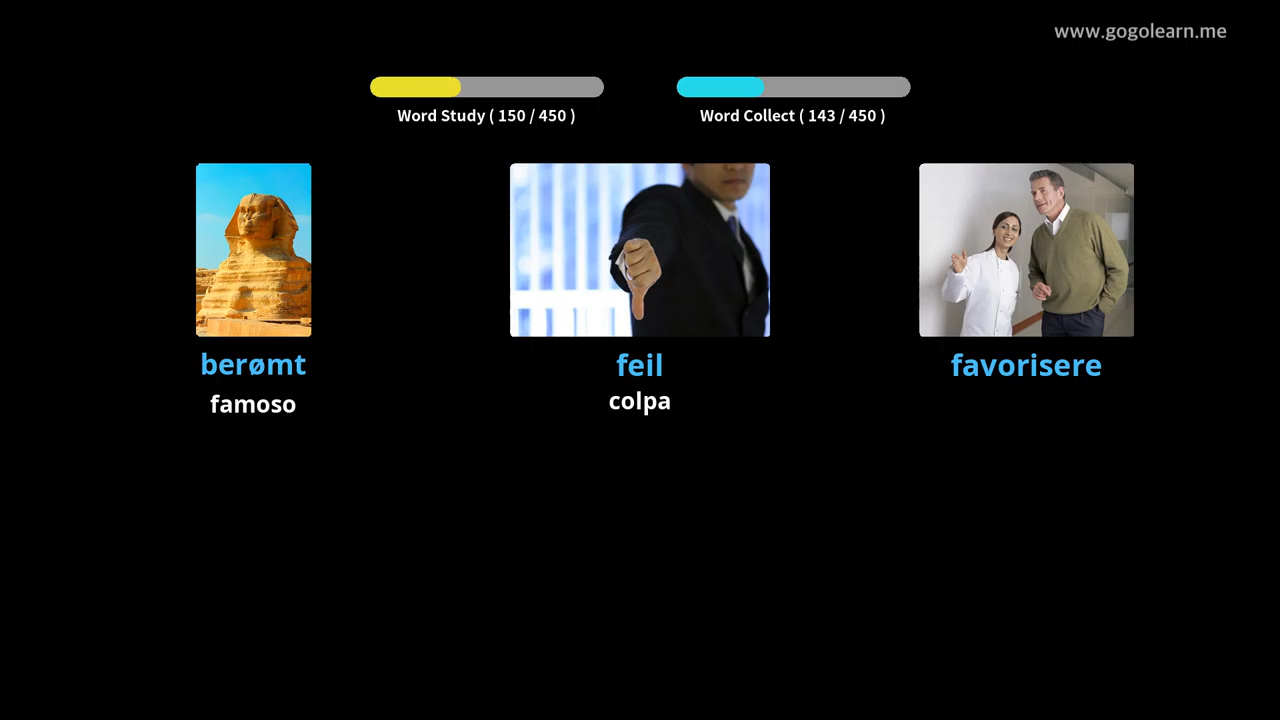 www.gogolearn.me
Word Study ( 150 / 450 )
Word Collect ( 143 / 450 )
berømt
famoso
feil
colpa
favorisere